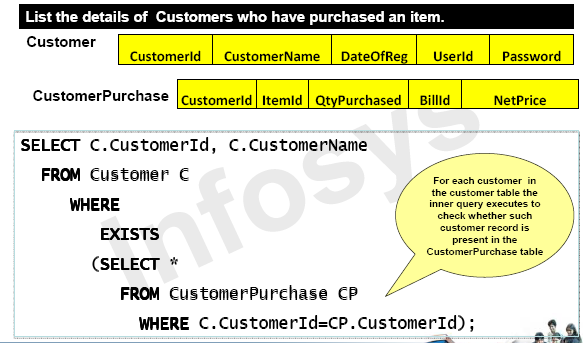 List the details of Customers who have purchased an item.
Customer
CustomerId CustomerName DateOfReg UserId Password
CustomerPurchase CustomerId ItemId QtyPurchased BillId NetPrice
SELECT C.CustomerId, C.CustomerName
FROM Customer C
WHERE
EXISTS
(SELECT *
FROM CustomerPurchase CP
WHERE C.CustomerId=CP.CustomerId);
For each customer in
the customer table the
inner query executes to
check whether such
customer record is
present in the
CustomerPurchase table
Infosys